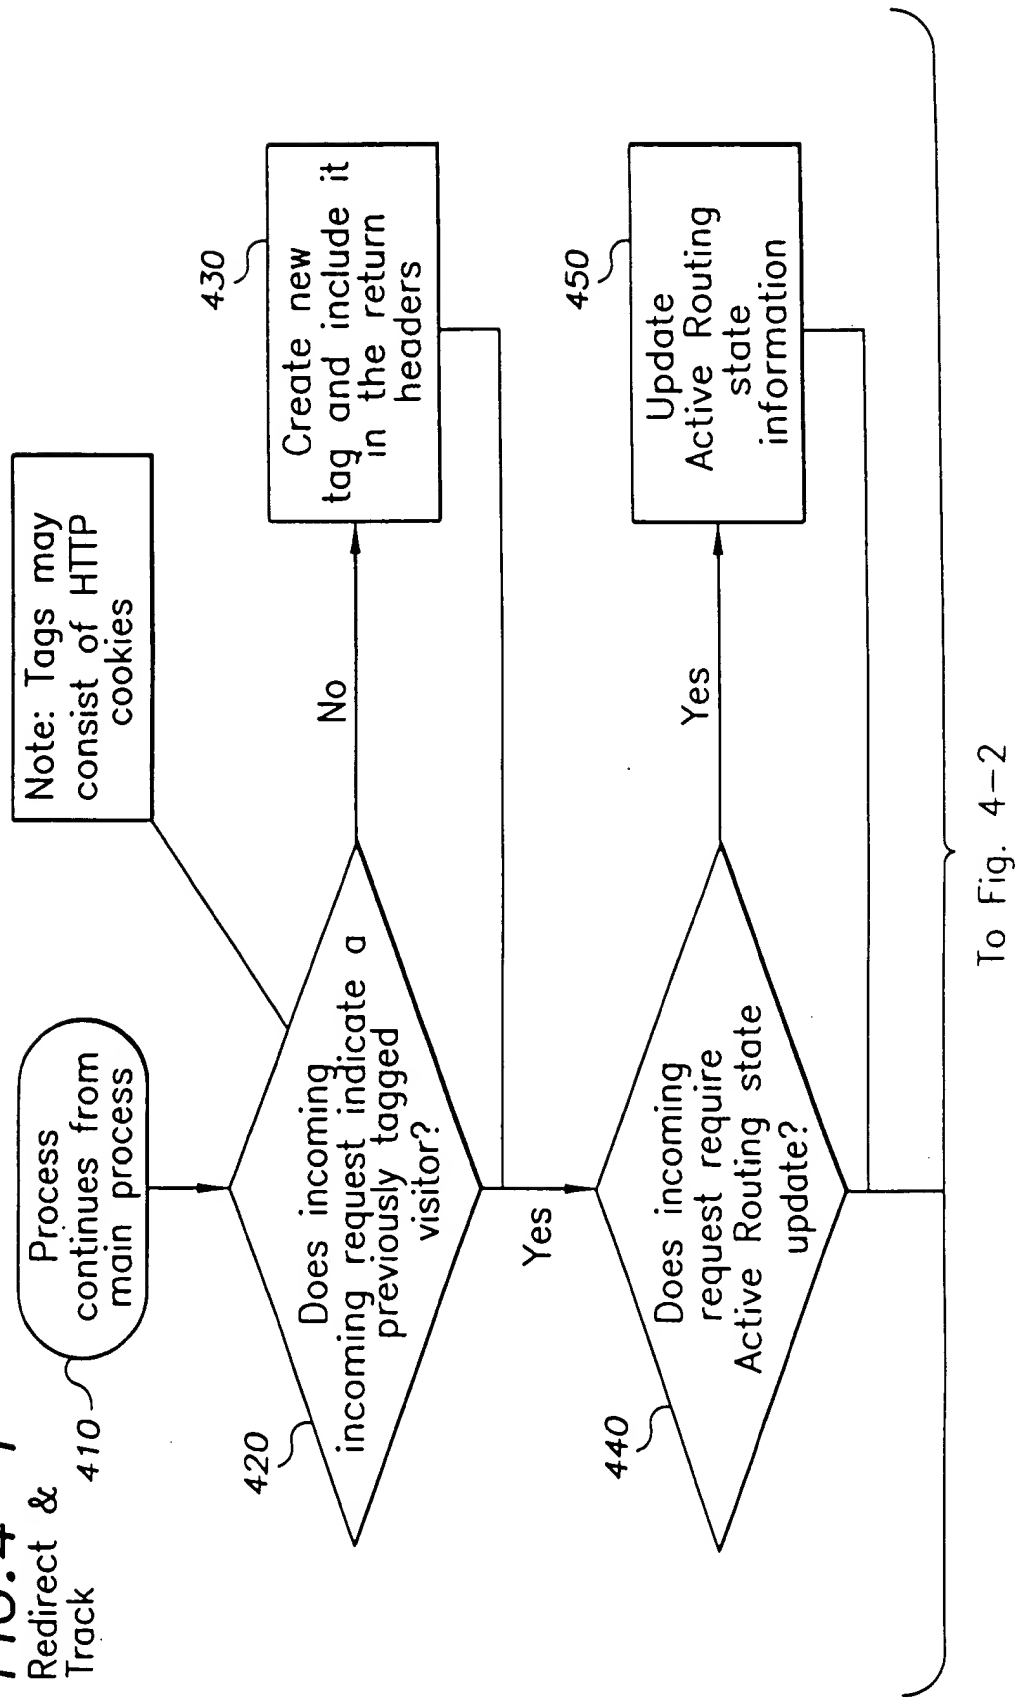 FIG.4-1
Redirect &
Track
410
Process
continues from
main process
Note: Tags may
consist of HTTP
cookies
420
Does incoming
incoming request indicate a
previously tagged
visitor?
No
430
Create new
tag and include it
in the return
headers
Yes
440
Does incoming
request require
Active Routing state
update?
Yes
450
Update
Active Routing
state
information
To Fig. 4-2